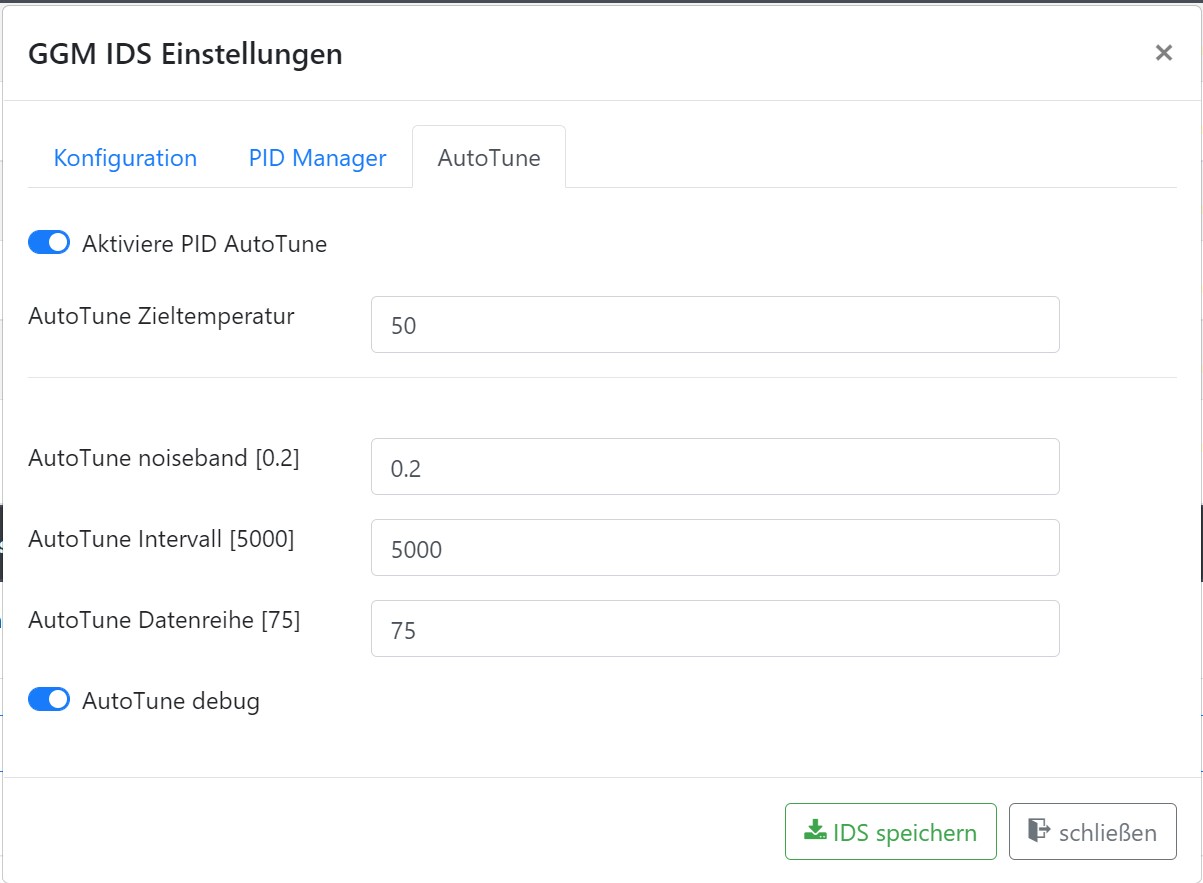 GGM IDS Einstellungen ×
Konfiguration PID Manager AutoTune
Aktiviere PID AutoTune
AutoTune Zieltemperatur 50
AutoTune noiseband [0.2] 0.2
AutoTune Intervall [5000] 5000
AutoTune Datenreihe [75] 75
AutoTune debug
IDS speichern schließen